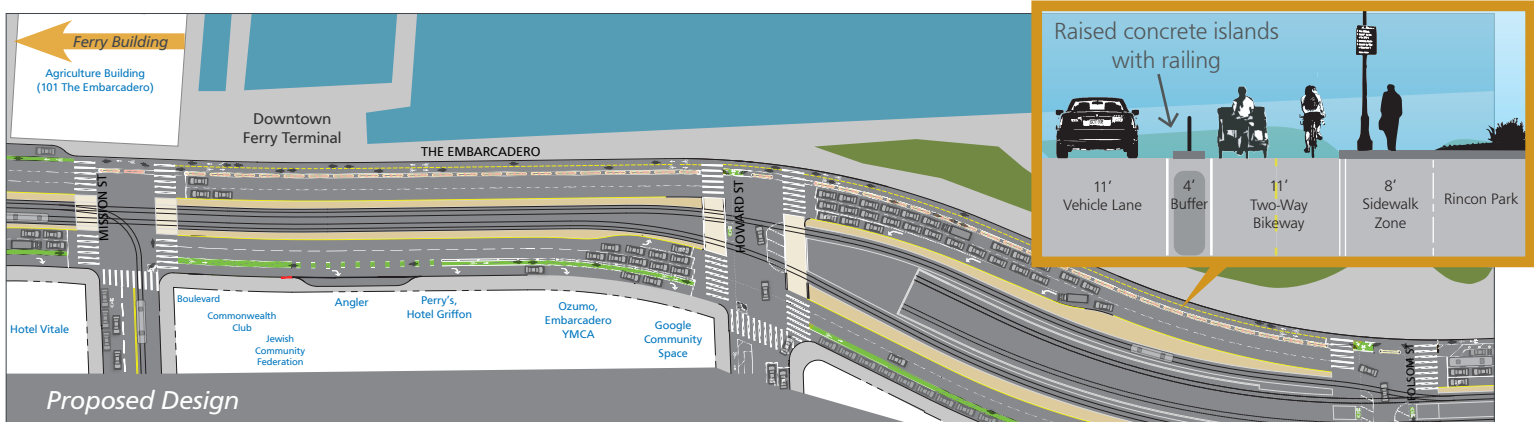 Ferry Building
Agriculture Building
(101 The Embarcadero)
Downtown
Ferry Terminal
THE EMBARCADERO
MISSION ST
HOWARD ST
FOLSOM ST
Hotel Vitale
Boulevard
Commonwealth
Club
Jewish
Community
Federation
Angler
Perry's,
Hotel Griffon
Ozumo,
Embarcadero
YMCA
Google
Community
Space
Proposed Design
Raised concrete islands
with railing
11'
Vehicle Lane
4'
Buffer
11'
Two-Way
Bikeway
8'
Sidewalk
Zone
Rincon Park